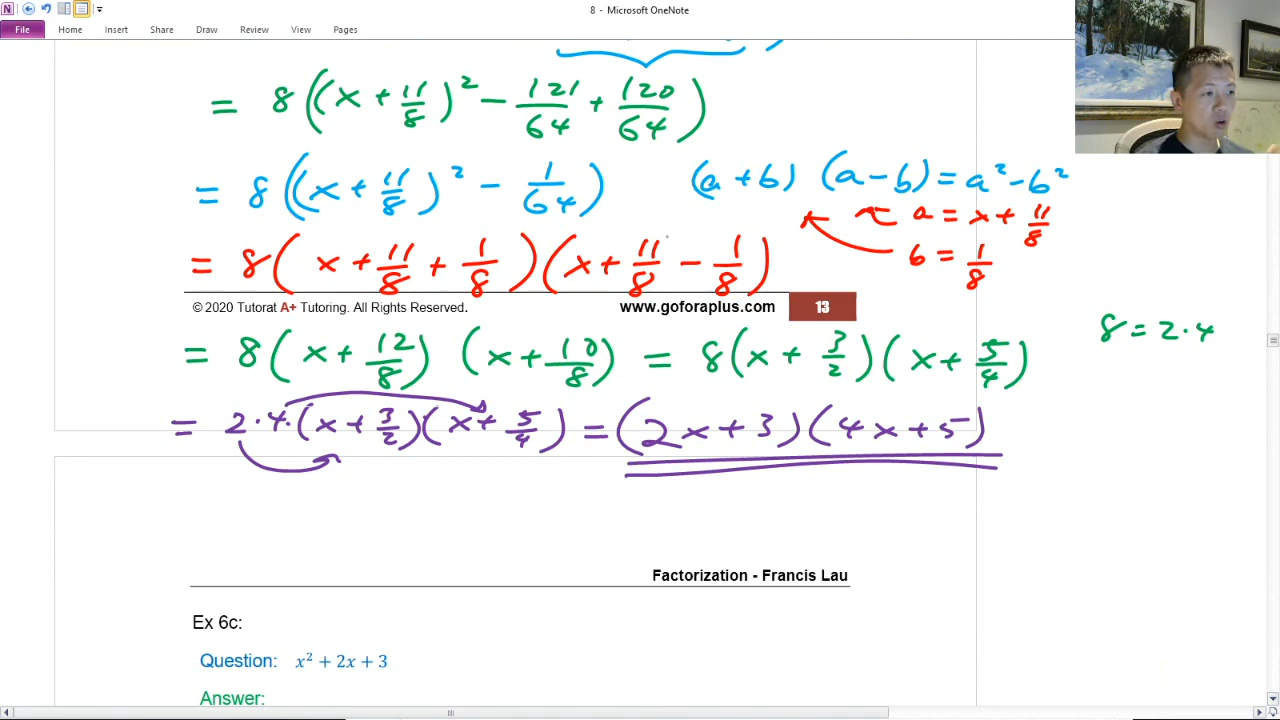 8 - Microsoft OneNote
File Home Insert Share Draw Review View Pages
= 8((x + 11/8)² - 121/64 + 120/64)
= 8((x + 11/8)² - 1/64)
(a + b) (a - b) = a² - b²
a = x + 11/8
b = 1/8
= 8(x + 11/8 + 1/8)(x + 11/8 - 1/8)
© 2020 Tutorat A+ Tutoring. All Rights Reserved. www.goforaplus.com 13
8 = 2·4
= 8(x + 12/8) (x + 10/8) = 8(x + 3/2)(x + 5/4)
= 2·4·(x + 3/2)(x + 5/4) = (2x + 3)(4x + 5)
Factorization - Francis Lau
Ex 6c:
Question: x² + 2x + 3
Answer: